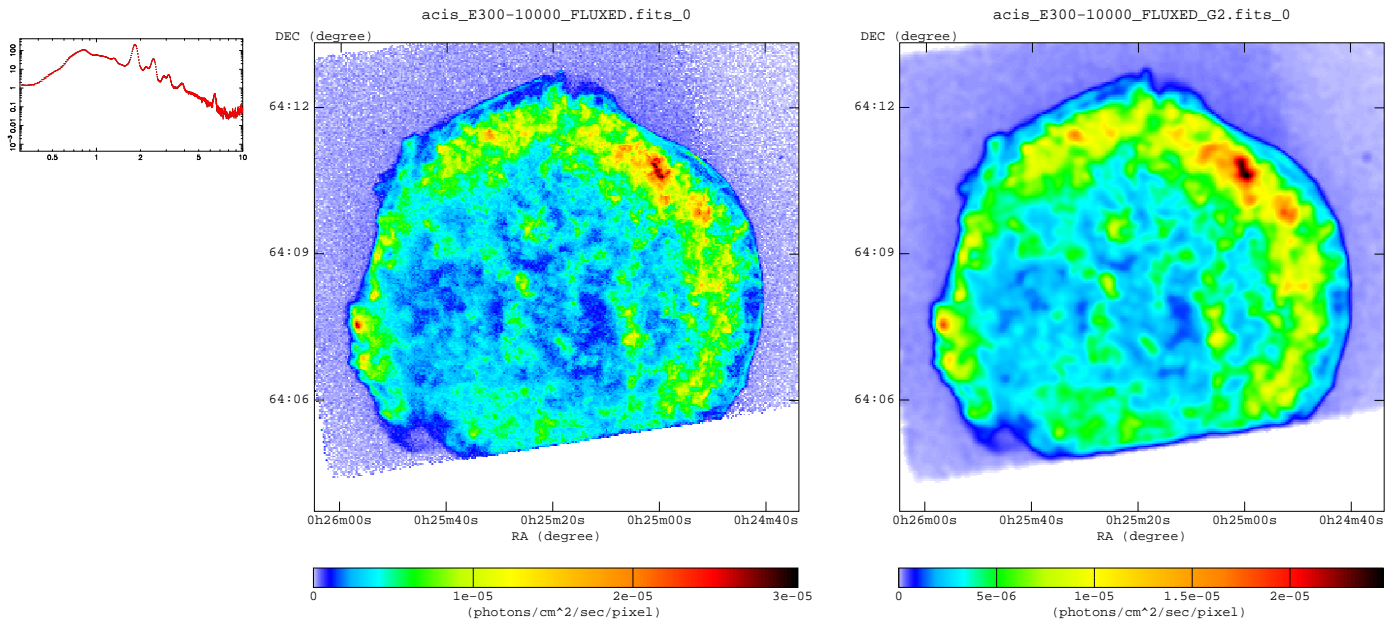 acis_E300-10000_FLUXED.fits_0
acis_E300-10000_FLUXED_G2.fits_0
DEC (degree)
DEC (degree)
100
10
1
0.1
0.01
10⁻³
0.5
1
2
5
10
64:12
64:09
64:06
64:12
64:09
64:06
0h26m00s 0h25m40s 0h25m20s 0h25m00s 0h24m40s
RA (degree)
0h26m00s 0h25m40s 0h25m20s 0h25m00s 0h24m40s
RA (degree)
0 1e-05 2e-05 3e-05
(photons/cm^2/sec/pixel)
0 5e-06 1e-05 1.5e-05 2e-05
(photons/cm^2/sec/pixel)